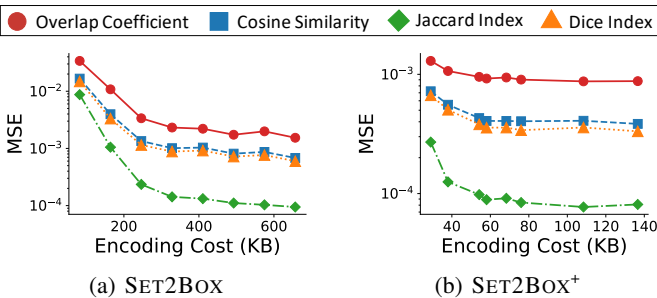 Overlap Coefficient Cosine Similarity Jaccard Index Dice Index
MSE
10⁻²
10⁻³
10⁻⁴
200 400 600
Encoding Cost (KB)
(a) SET2BOX
MSE
10⁻³
10⁻⁴
40 60 80 100 120 140
Encoding Cost (KB)
(b) SET2BOX⁺